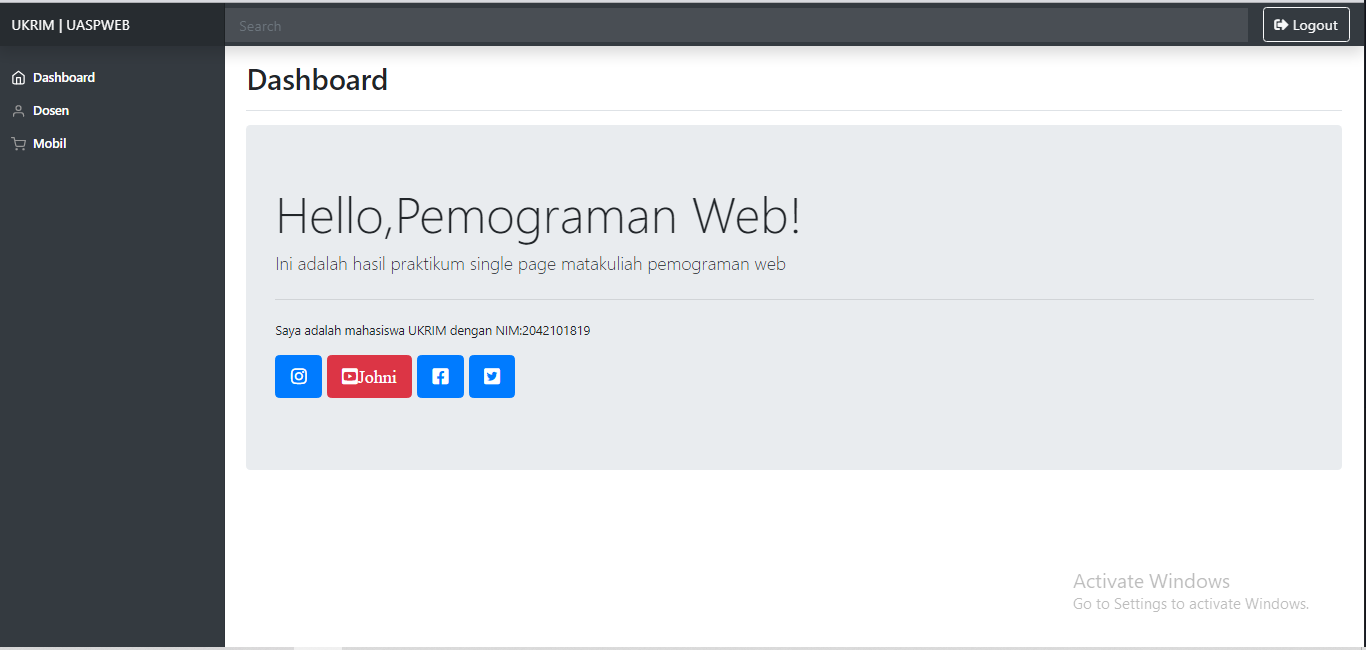 UKRIM | UASPWEB
Search
Logout
Dashboard
Dosen
Mobil
Dashboard
Hello,Pemograman Web!
Ini adalah hasil praktikum single page matakuliah pemograman web
Saya adalah mahasiswa UKRIM dengan NIM:2042101819
Johni
Activate Windows
Go to Settings to activate Windows.